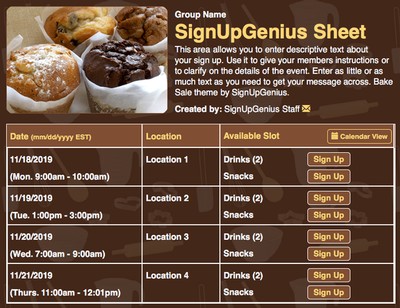 Group Name
SignUpGenius Sheet
This area allows you to enter descriptive text about
your sign up. Use it to give your members instructions or
to clarify on the details of the event. Enter as little or as
much text as you need to get your message across. Bake
Sale theme by SignUpGenius.
Created by: SignUpGenius Staff
Date (mm/dd/yyyy EST) Location Available Slot Calendar View
11/18/2019 Location 1 Drinks (2) Sign Up
(Mon. 9:00am - 10:00am) Snacks Sign Up
11/19/2019 Location 2 Drinks (2) Sign Up
(Tue. 1:00pm - 3:00pm) Snacks Sign Up
11/20/2019 Location 3 Drinks (2) Sign Up
(Wed. 7:00am - 9:00am) Snacks Sign Up
11/21/2019 Location 4 Drinks (2) Sign Up
(Thurs. 11:00am - 12:01pm) Snacks Sign Up